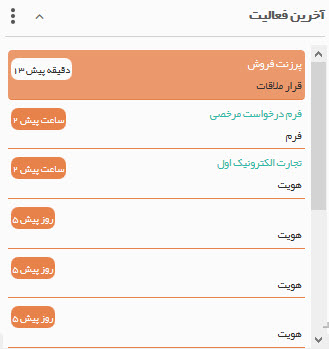 آخرین فعالیت
پرزنت فروش
۱۳ دقیقه پیش
قرار ملاقات
فرم درخواست مرخصی
۲ ساعت پیش
فرم
تجارت الکترونیک اول
۲ ساعت پیش
هویت
۵ روز پیش
هویت
۵ روز پیش
هویت
۵ روز پیش
هویت